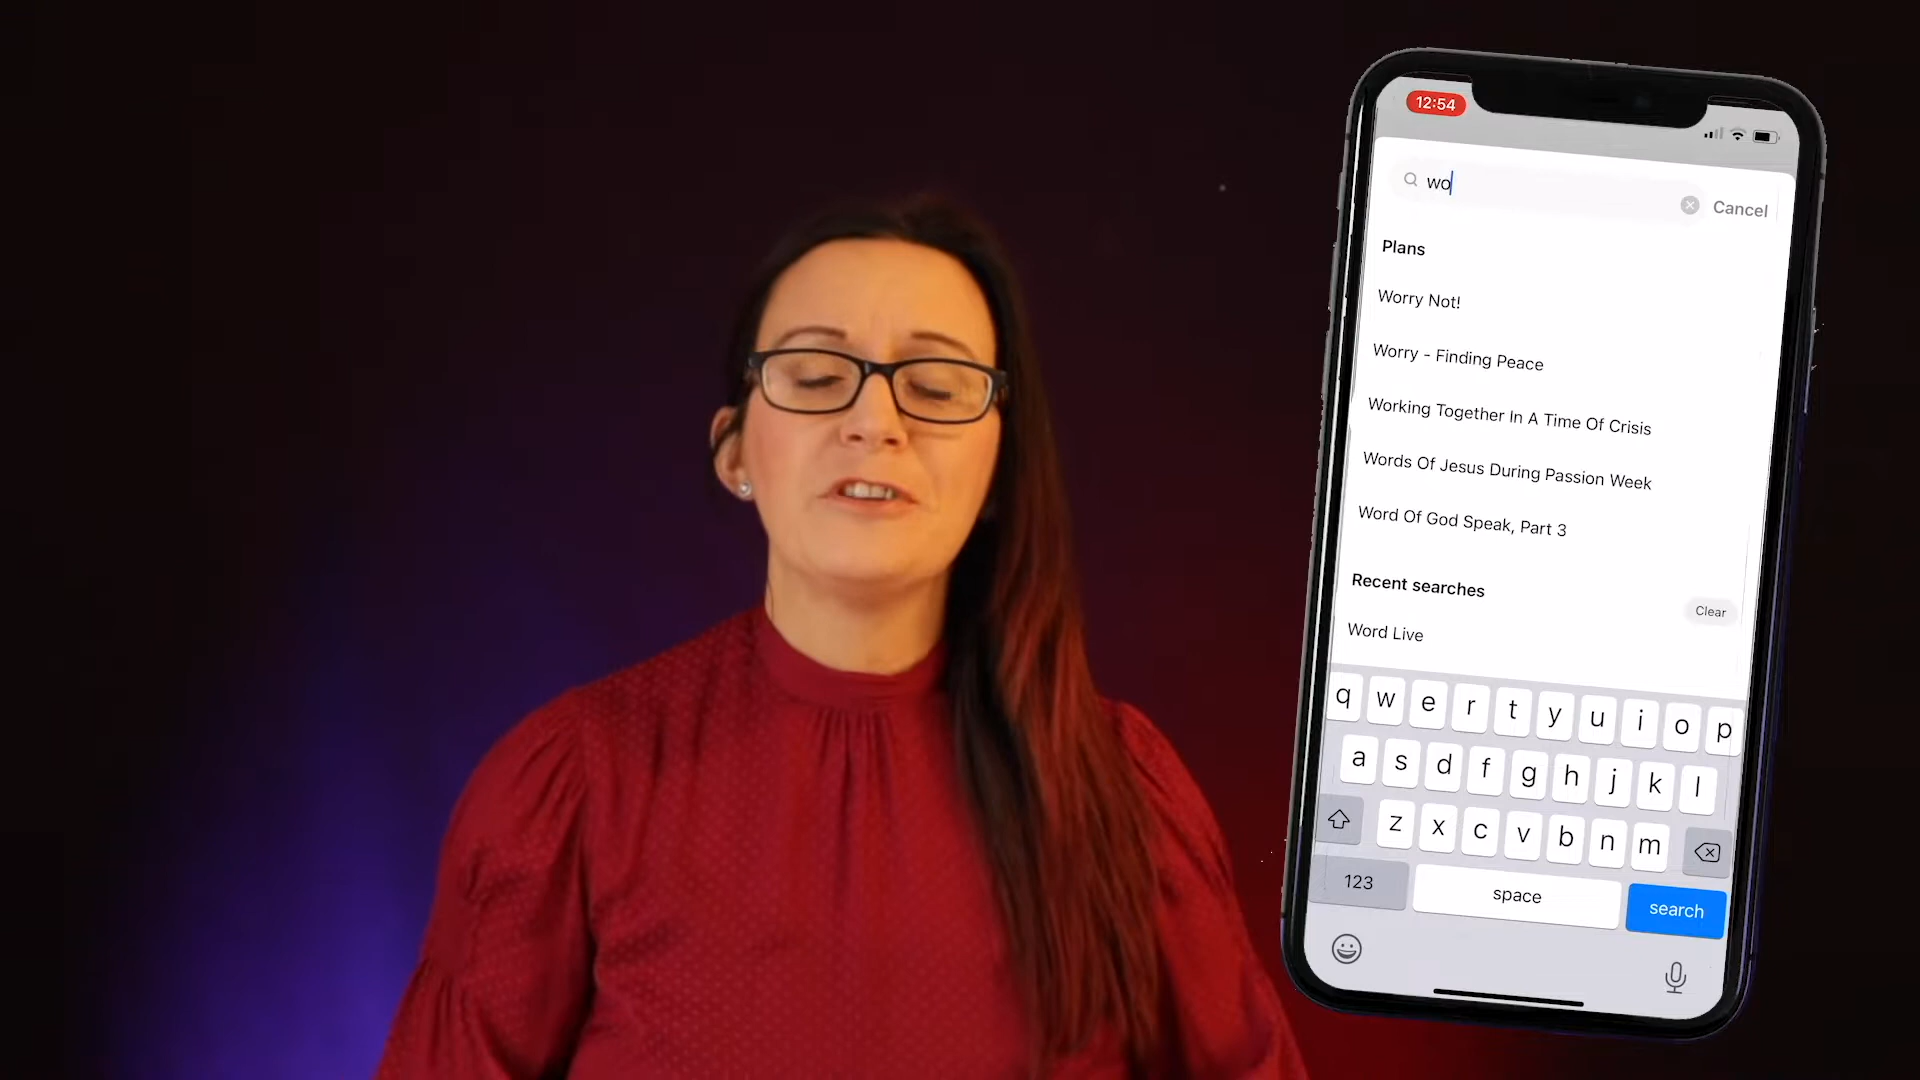 12:54
wo
Cancel
Plans
Worry Not!
Worry - Finding Peace
Working Together In A Time Of Crisis
Words Of Jesus During Passion Week
Word Of God Speak, Part 3
Recent searches
Clear
Word Live
q w e r t y u i o p
a s d f g h j k l
z x c v b n m
123 space search